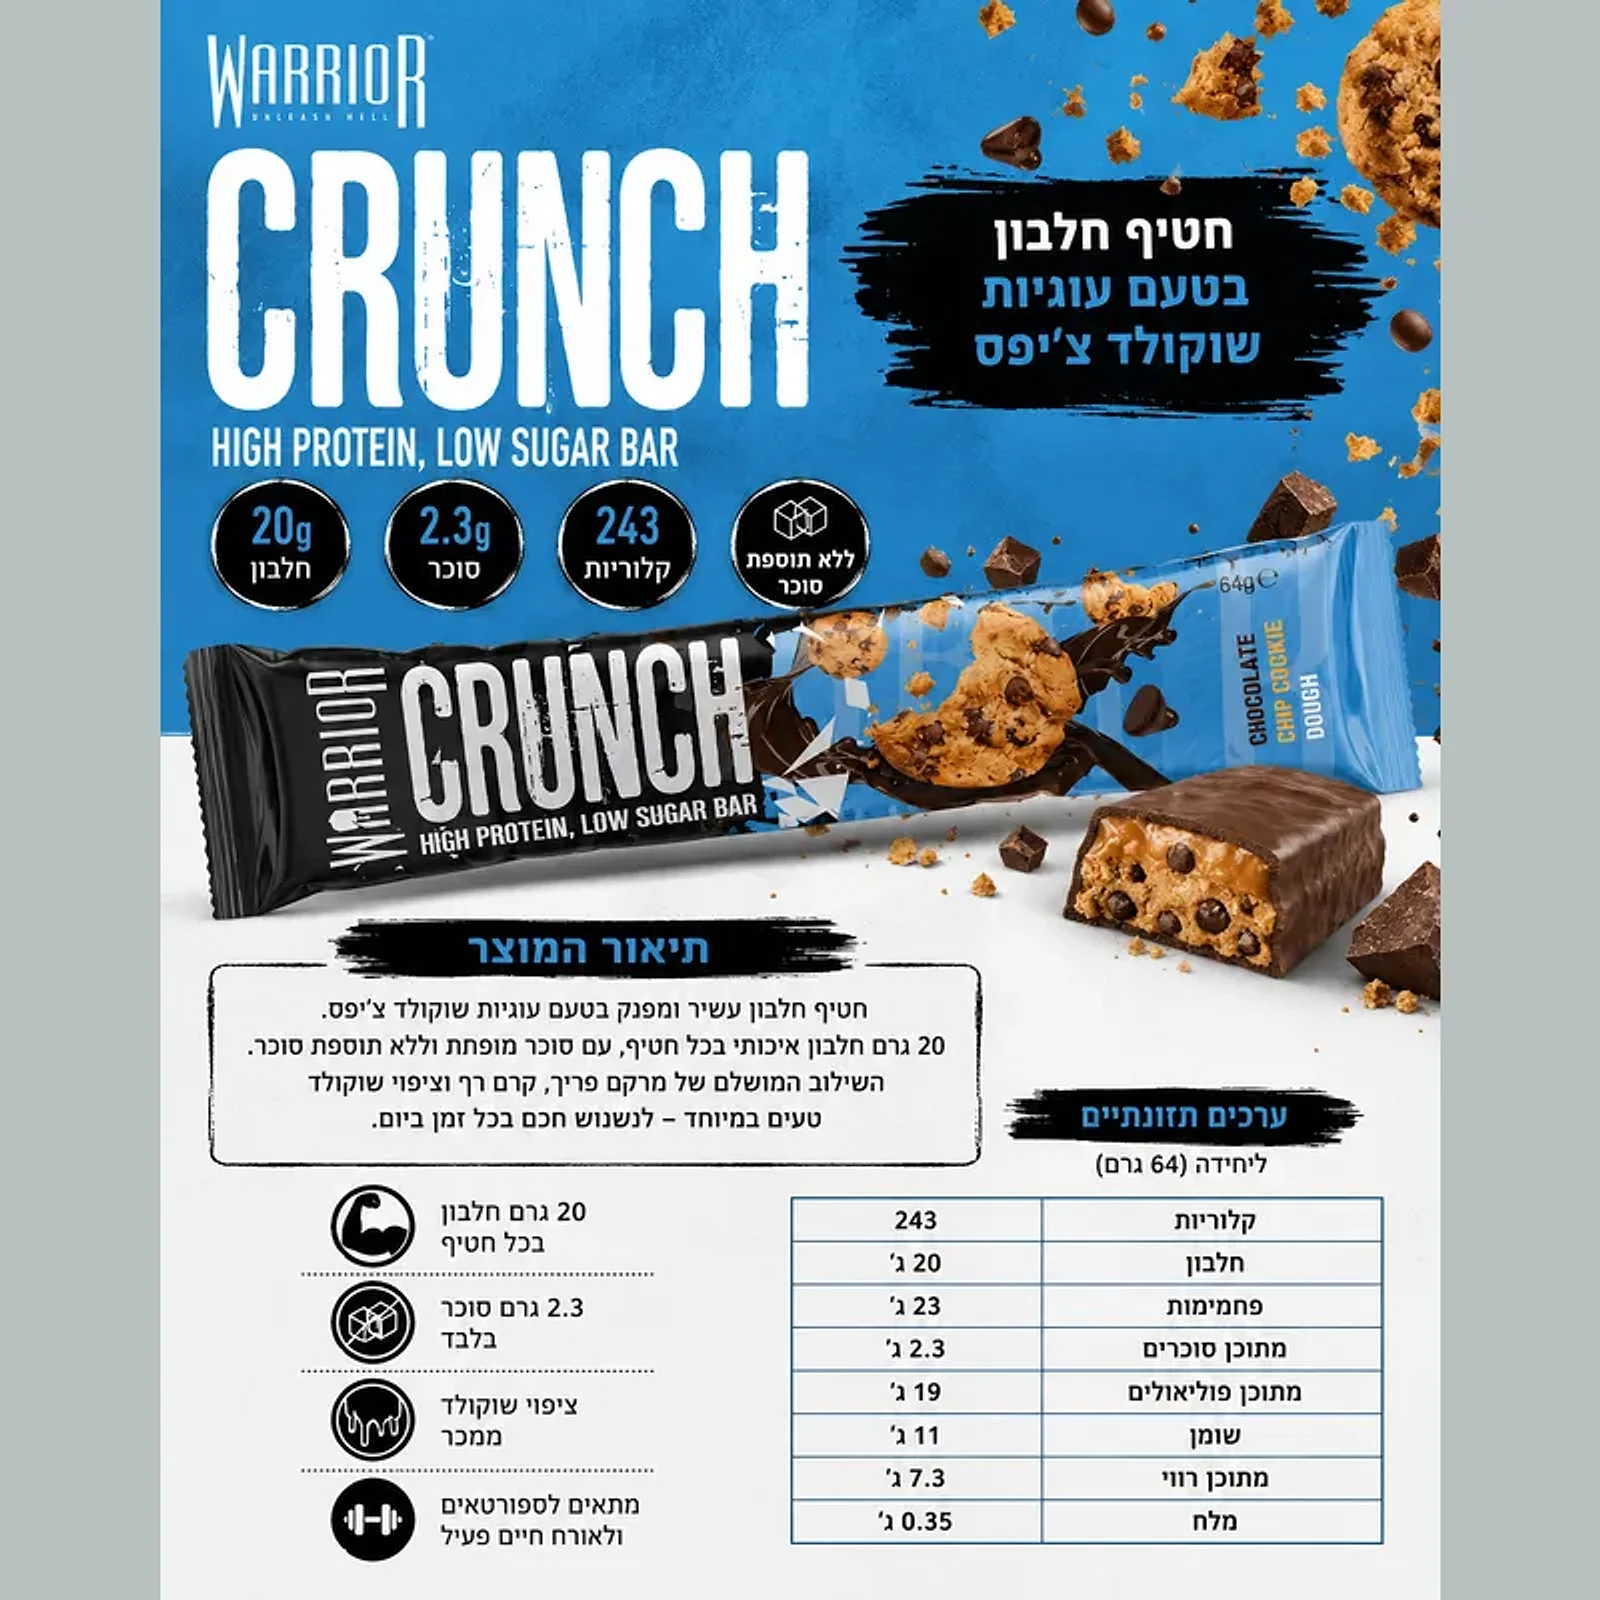 WARRIOR
UNLEASH HELL
CRUNCH
HIGH PROTEIN, LOW SUGAR BAR
חטיף חלבון
בטעם עוגיות
שוקולד צ'יפס
20g
חלבון
2.3g
סוכר
243
קלוריות
ללא תוספת
סוכר
WARRIOR
CRUNCH
HIGH PROTEIN, LOW SUGAR BAR
64g ℮
CHOCOLATE
CHIP COOKIE
DOUGH
תיאור המוצר
חטיף חלבון עשיר ומפנק בטעם עוגיות שוקולד צ'יפס.
20 גרם חלבון איכותי בכל חטיף, עם סוכר מופחת וללא תוספת סוכר.
השילוב המושלם של מרקם פריך, קרם רף וציפוי שוקולד
טעים במיוחד – לנשנוש חכם בכל זמן ביום.
20 גרם חלבון
בכל חטיף
2.3 גרם סוכר
בלבד
ציפוי שוקולד
ממכר
מתאים לספורטאים
ולאורח חיים פעיל
ערכים תזונתיים
ליחידה (64 גרם)
קלוריות 243
חלבון 20 ג'
פחמימות 23 ג'
מתוכן סוכרים 2.3 ג'
מתוכן פוליאולים 19 ג'
שומן 11 ג'
מתוכן רווי 7.3 ג'
מלח 0.35 ג'